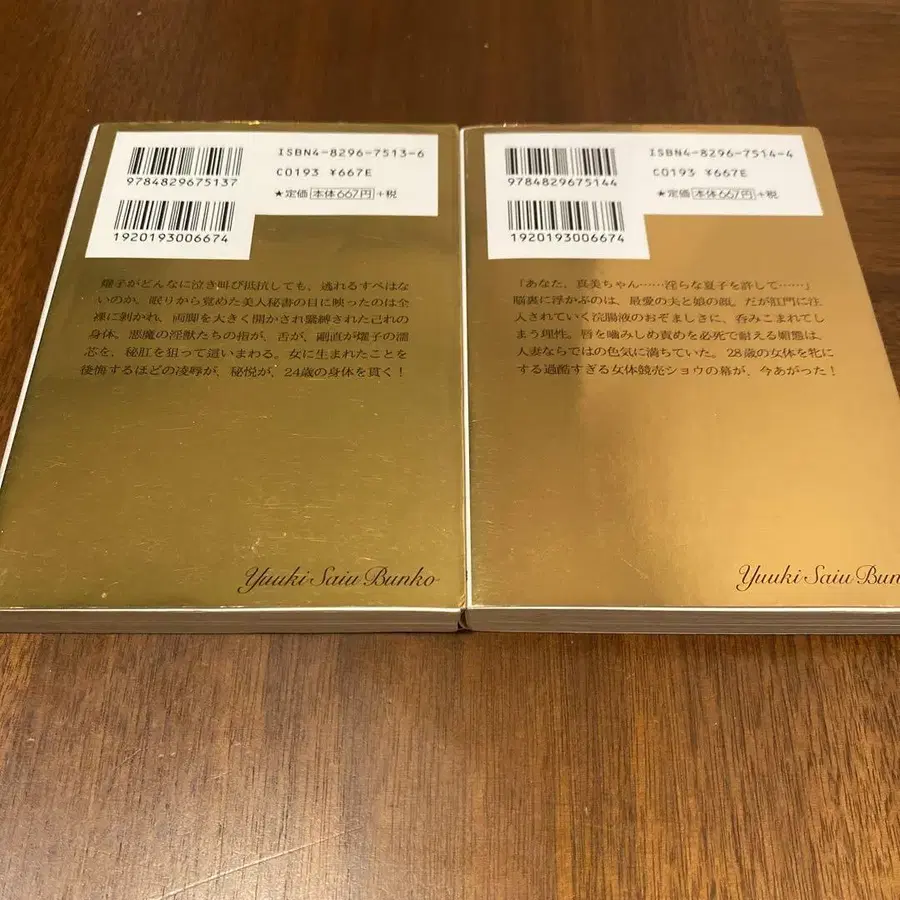 9784829675137
ISBN4-8296-7513-6
C0193 ¥667E
★定価 本体667円 +税
1920193006674
燿子がどんなに泣き叫び抵抗しても、逃れるすべはな
いのか。眠りから覚めた美人秘書の目に映ったのは全
裸に剥かれ、両脚を大きく開かされ緊縛された己れの
身体。悪魔の淫獣たちの指が、舌が、剛直が燿子の濡
芯を、秘肛を狙って這いまわる。女に生まれたことを
後悔するほどの凌辱が、秘悦が、24歳の身体を貫く!
Yuuki Saiu Bunko
9784829675144
ISBN4-8296-7514-4
C0193 ¥667E
★定価 本体667円 +税
1920193006674
「あなた、真美ちゃん……淫らな夏子を許して……」
脳裏に浮かぶのは、最愛の夫と娘の顔。だが肛門に注
入されていく浣腸液のおぞましきに、呑みこまれてし
まう理性。唇を嚙みしめ責めを必死で耐える媚態は、
人妻ならではの色気に満ちていた。28歳の女体を牝に
する過酷すぎる女体競売ショウの幕が、今あがった!
Yuuki Saiu Bun